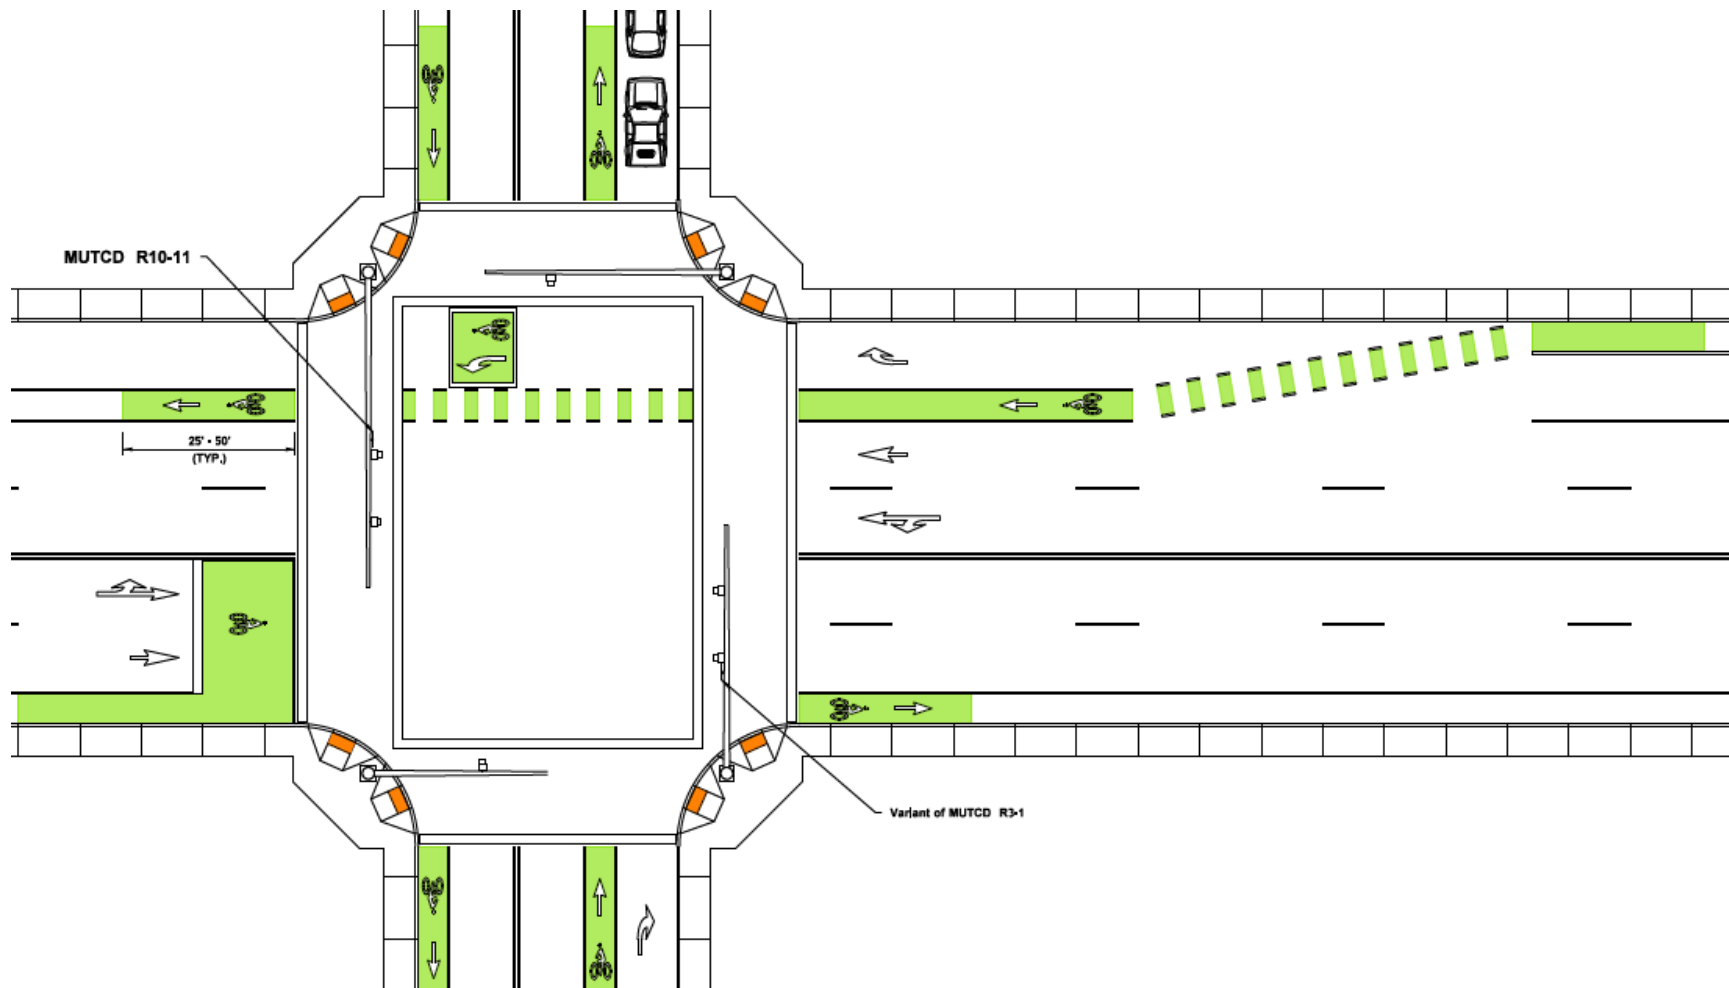 MUTCD R10-11
25' - 50'
(TYP.)
Variant of MUTCD R3-1